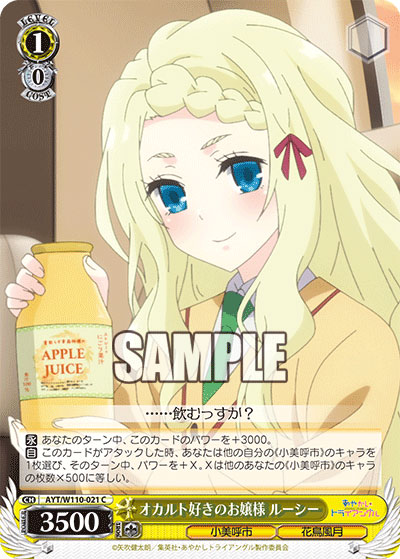 LEVEL
1
0
COST
APPLE
JUICE
SAMPLE
……飲むっすか？
永 あなたのターン中、このカードのパワーを+3000。
自 このカードがアタックした時、あなたは他の自分の《小美呼市》のキャラを
1枚選び、そのターン中、パワーを+X。Xは他のあなたの《小美呼市》のキャラ
の枚数×500に等しい。
CH AYT/W110-021 C
オカルト好きのお嬢様 ルーシー
あやかし
トライアングル
3500
POWER
小美呼市
花鳥風月
©矢吹健太朗／集英社・あやかしトライアングル製作委員会